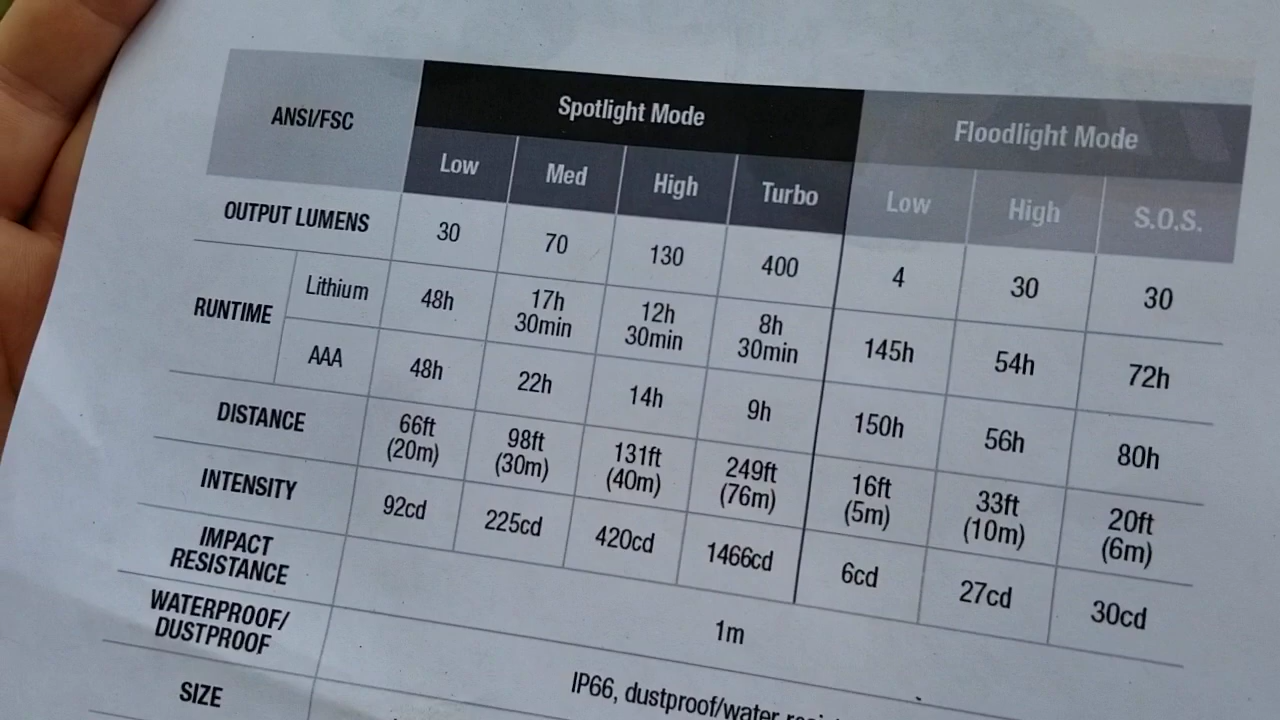 ANSI/FSC
Spotlight Mode
Floodlight Mode
Low Med High Turbo Low High S.O.S.
OUTPUT LUMENS 30 70 130 400 4 30 30
RUNTIME
Lithium 48h 17h 30min 12h 30min 8h 30min 145h 54h 72h
AAA 48h 22h 14h 9h 150h 56h 80h
DISTANCE 66ft (20m) 98ft (30m) 131ft (40m) 249ft (76m) 16ft (5m) 33ft (10m) 20ft (6m)
INTENSITY 92cd 225cd 420cd 1466cd 6cd 27cd 30cd
IMPACT RESISTANCE 1m
WATERPROOF/ DUSTPROOF IP66, dustproof/water
SIZE